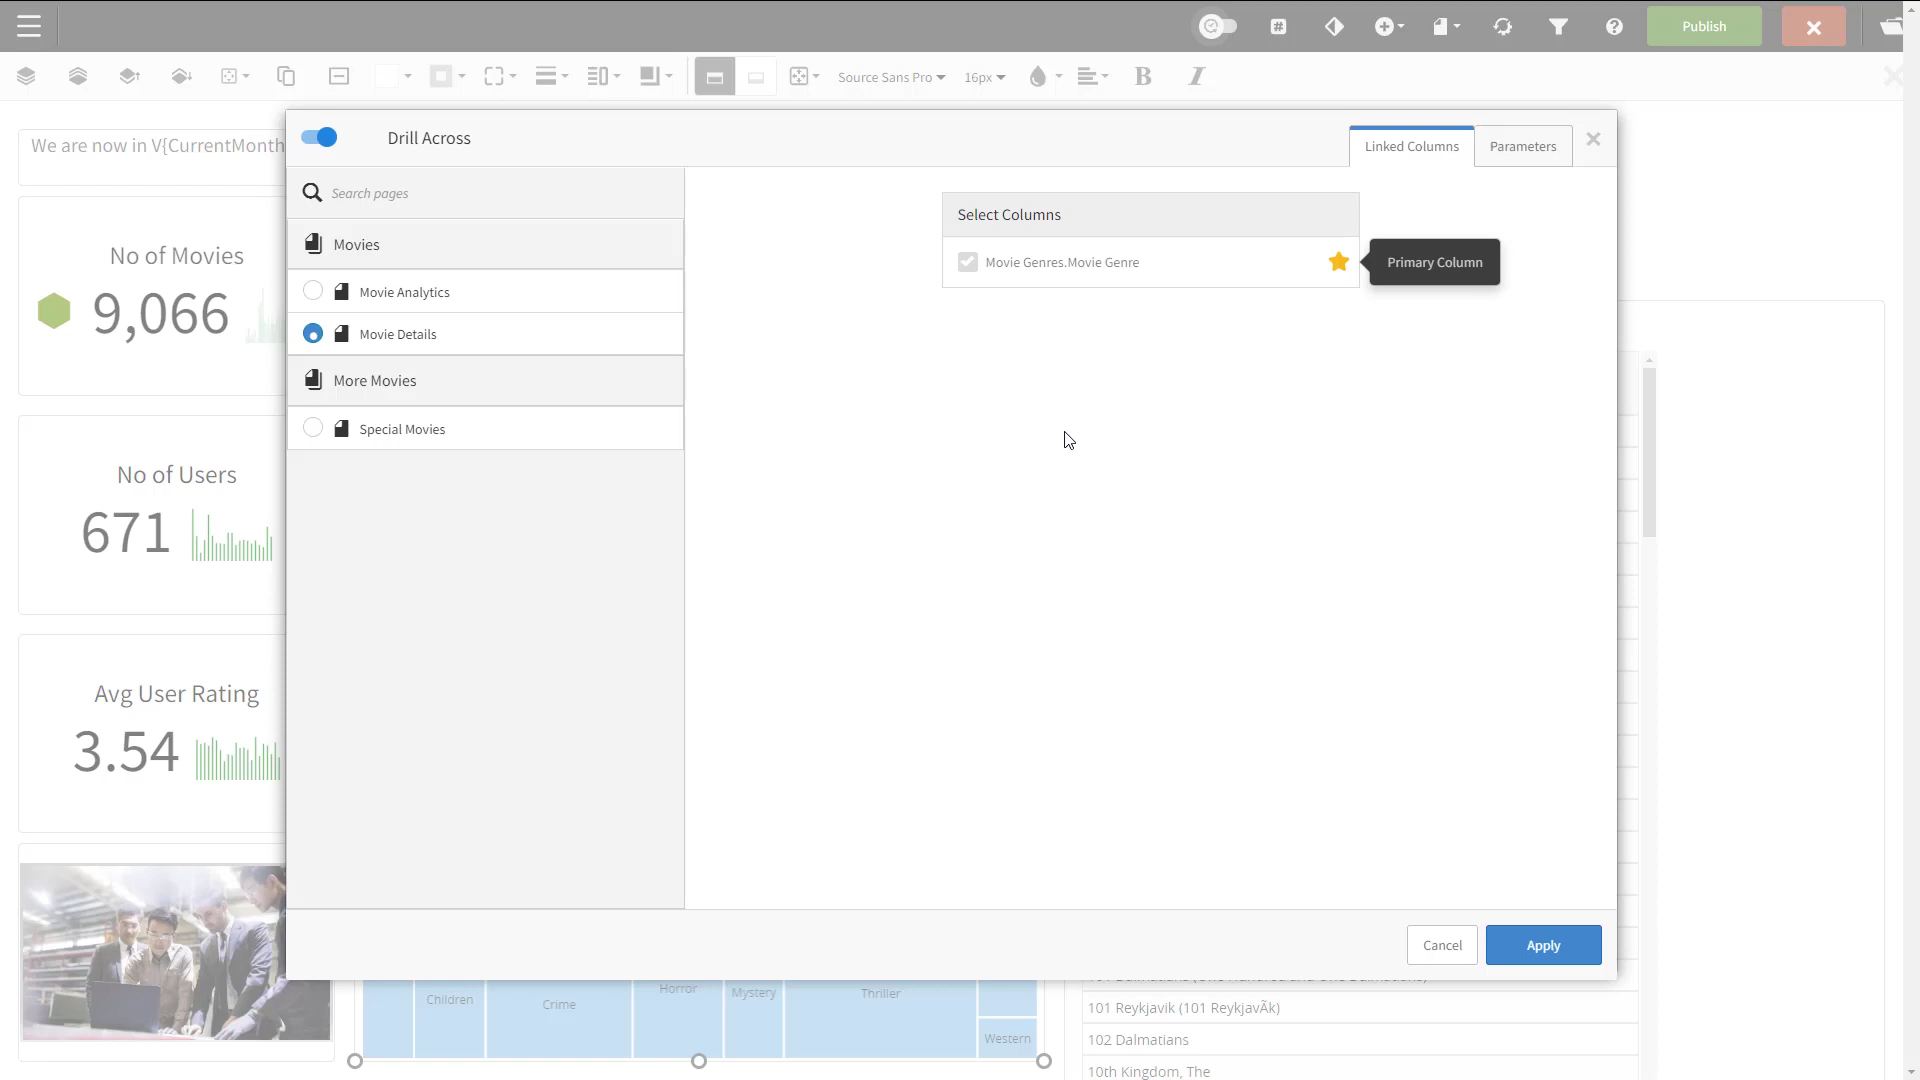 Publish
Source Sans Pro
16px
B
I
We are now in V{CurrentMonth
Drill Across
Linked Columns
Parameters
Search pages
Movies
Movie Analytics
Movie Details
More Movies
Special Movies
Select Columns
Movie Genres.Movie Genre
Primary Column
No of Movies
9,066
No of Users
671
Avg User Rating
3.54
Cancel
Apply
Children
Crime
Horror
Mystery
Thriller
Western
101 Reykjavik (101 ReykjavÃk)
102 Dalmatians
10th Kingdom, The